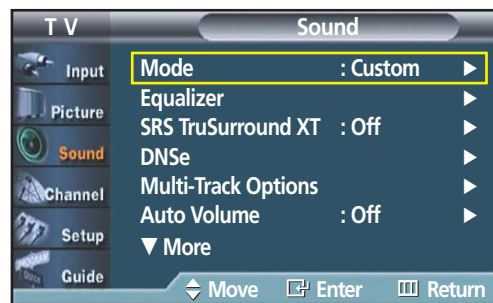 T V
Sound
Input
Picture
Sound
Channel
Setup
Guide
Mode : Custom ▶
Equalizer ▶
SRS TruSurround XT : Off ▶
DNSe ▶
Multi-Track Options ▶
Auto Volume : Off ▶
▼ More
Move Enter Return